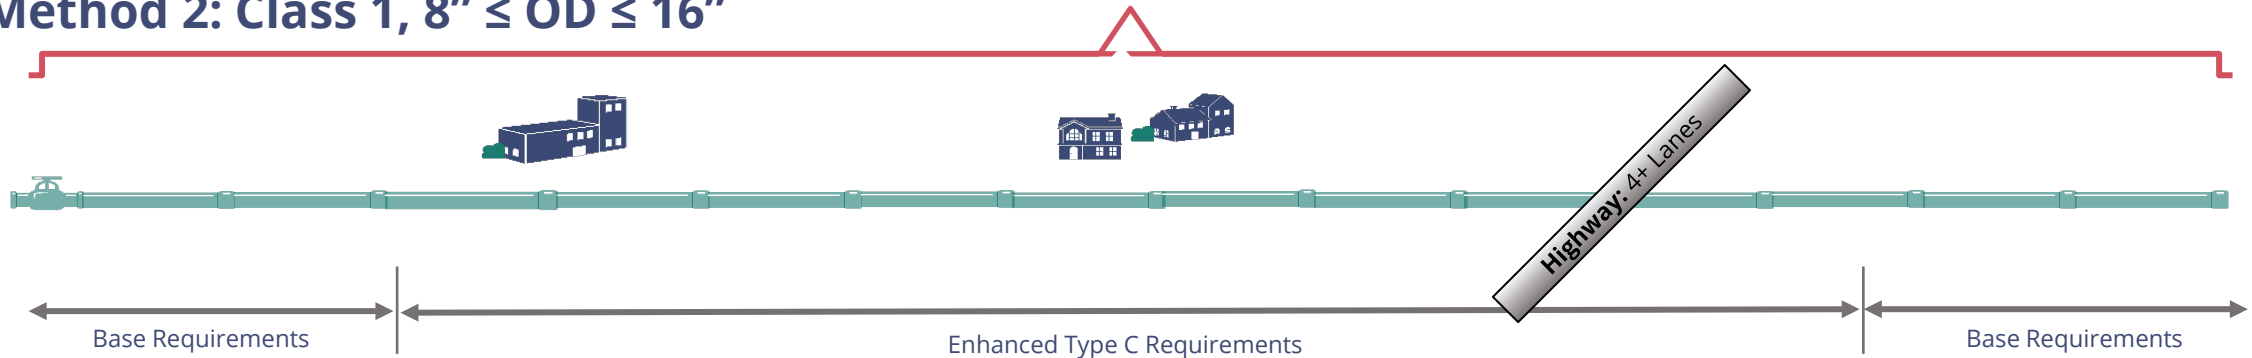 Method 2: Class 1, 8” ≤ OD ≤ 16”
Highway: 4+ Lanes
Base Requirements
Enhanced Type C Requirements
Base Requirements